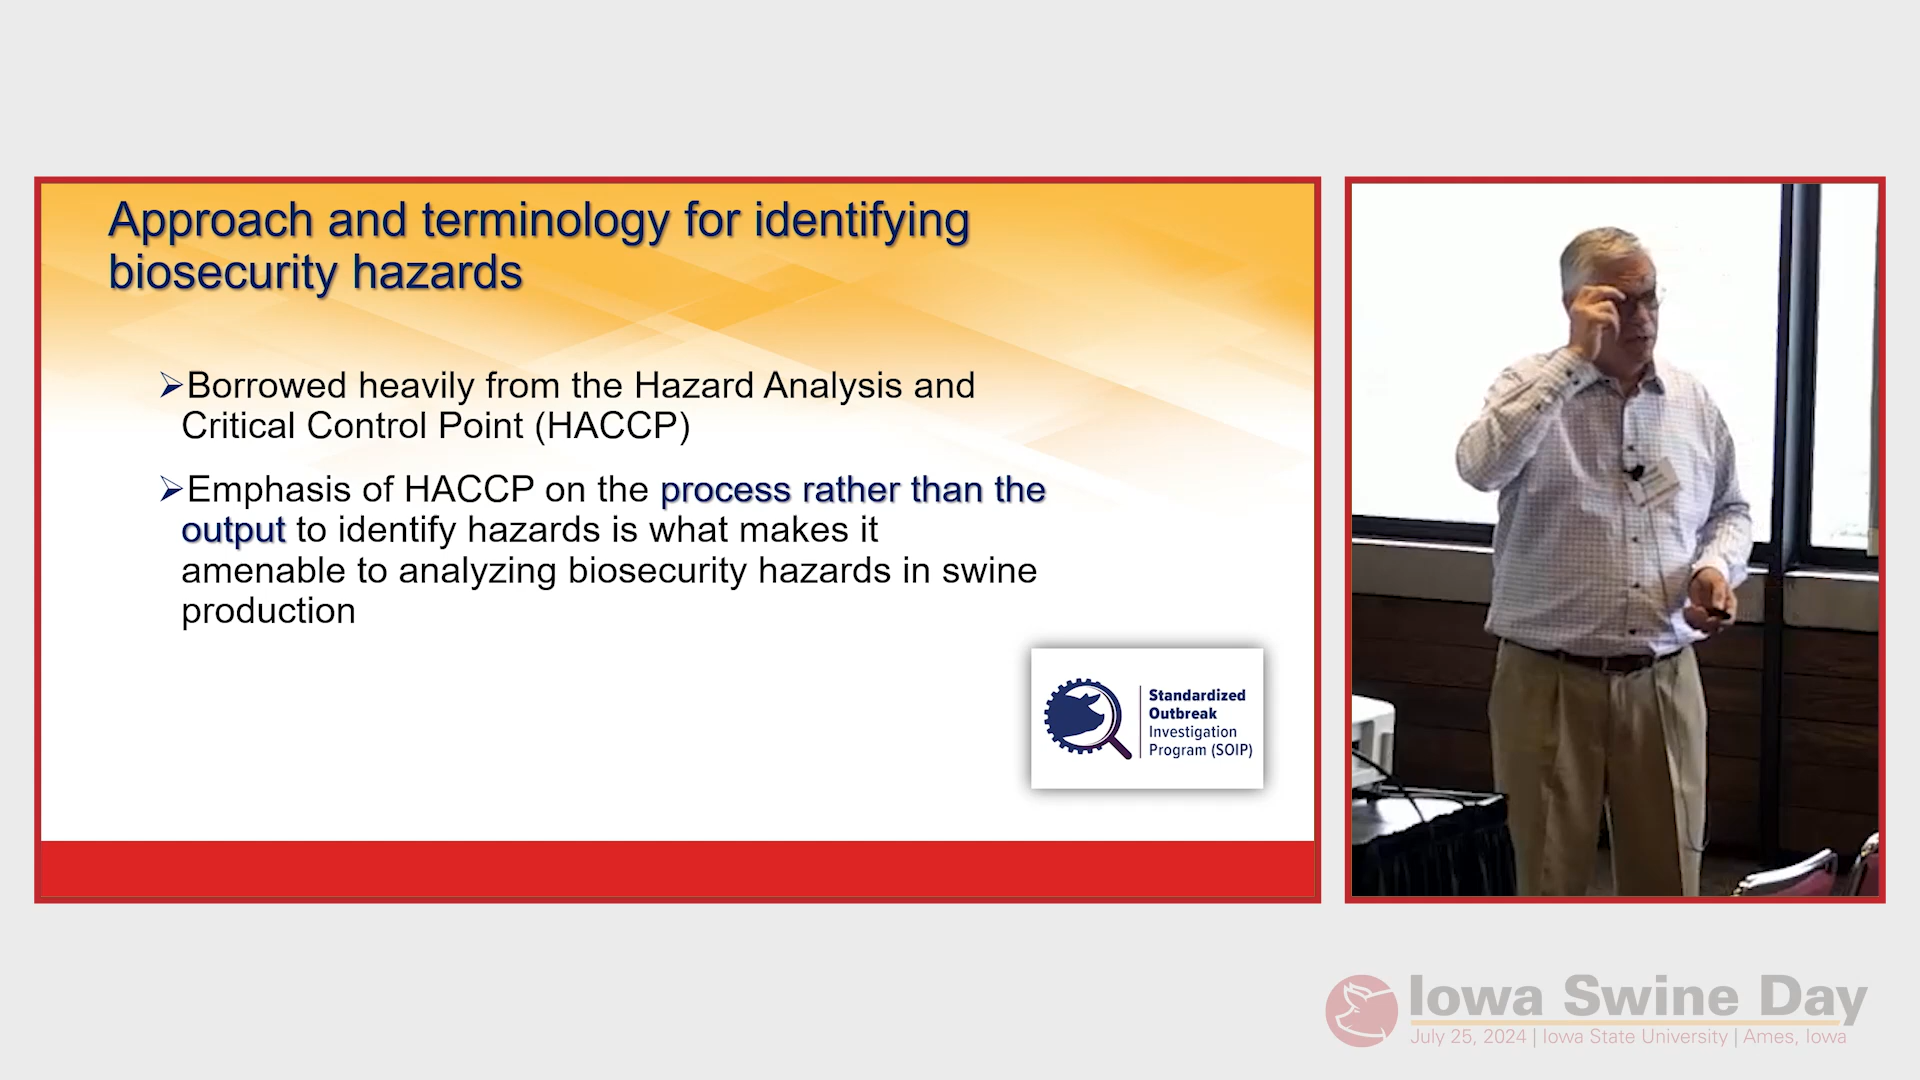 Approach and terminology for identifying
biosecurity hazards
➢Borrowed heavily from the Hazard Analysis and
Critical Control Point (HACCP)
➢Emphasis of HACCP on the process rather than the
output to identify hazards is what makes it
amenable to analyzing biosecurity hazards in swine
production
Standardized
Outbreak
Investigation
Program (SOIP)
Iowa Swine Day
July 25, 2024 | Iowa State University | Ames, Iowa